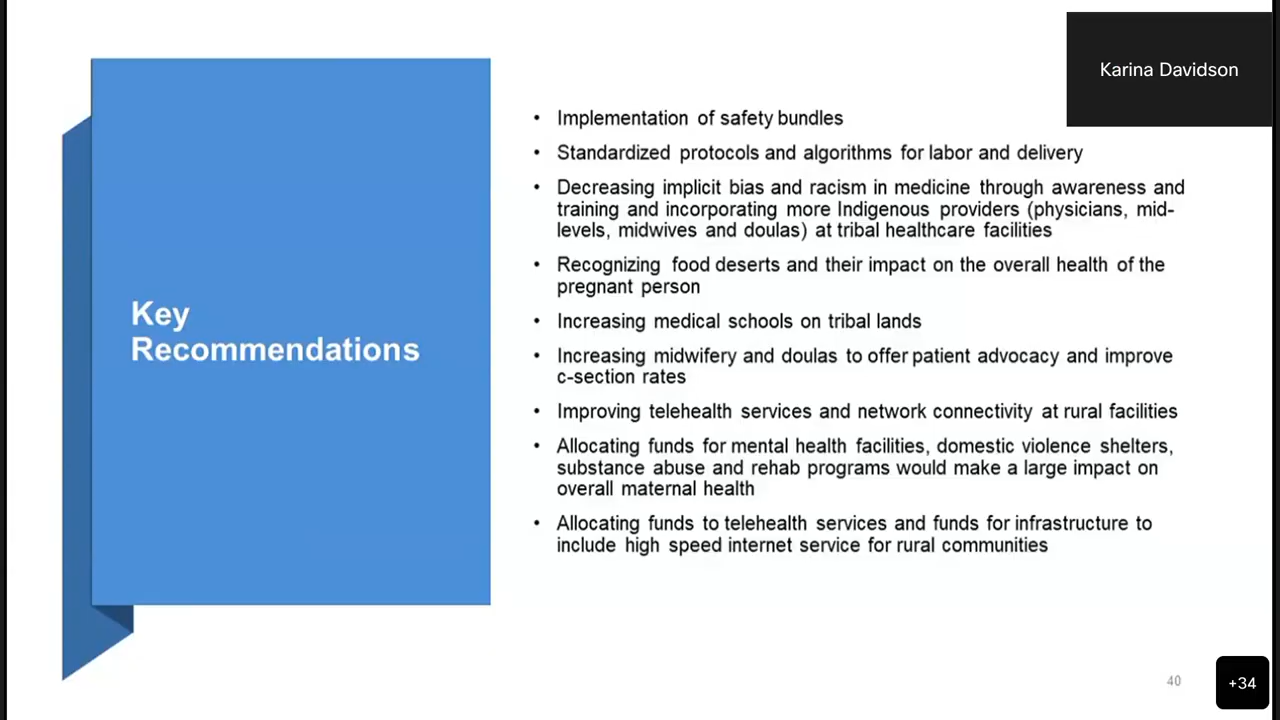 Karina Davidson
Key
Recommendations
• Implementation of safety bundles
• Standardized protocols and algorithms for labor and delivery
• Decreasing implicit bias and racism in medicine through awareness and
training and incorporating more Indigenous providers (physicians, mid-
levels, midwives and doulas) at tribal healthcare facilities
• Recognizing food deserts and their impact on the overall health of the
pregnant person
• Increasing medical schools on tribal lands
• Increasing midwifery and doulas to offer patient advocacy and improve
c-section rates
• Improving telehealth services and network connectivity at rural facilities
• Allocating funds for mental health facilities, domestic violence shelters,
substance abuse and rehab programs would make a large impact on
overall maternal health
• Allocating funds to telehealth services and funds for infrastructure to
include high speed internet service for rural communities
40
+34